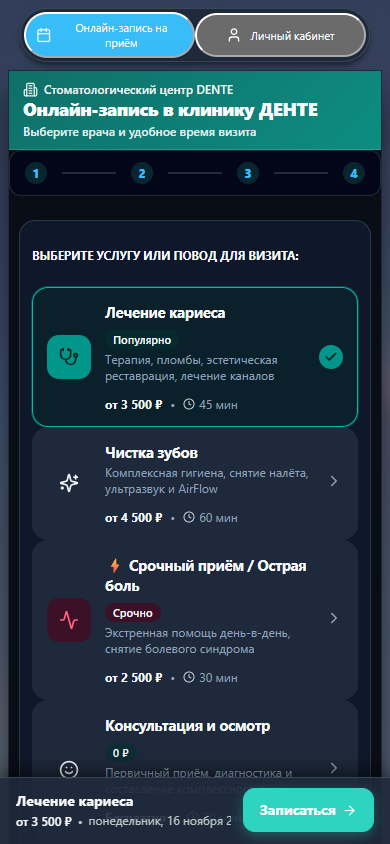 Онлайн-запись на
приём
Личный кабинет
Стоматологический центр DENTE
Онлайн-запись в клинику ДЕНТЕ
Выберите врача и удобное время визита
1 2 3 4
ВЫБЕРИТЕ УСЛУГУ ИЛИ ПОВОД ДЛЯ ВИЗИТА:
Лечение кариеса
Популярно
Терапия, пломбы, эстетическая
реставрация, лечение каналов
от 3 500 ₽ • 45 мин
Чистка зубов
Комплексная гигиена, снятие налёта,
ультразвук и AirFlow
от 4 500 ₽ • 60 мин
Срочный приём / Острая
боль
Срочно
Экстренная помощь день-в-день,
снятие болевого синдрома
от 2 500 ₽ • 30 мин
Консультация и осмотр
0 ₽
Первичный приём, диагностика и
составление
Лечение кариеса
от 3 500 ₽ • понедельник, 16 ноября 2
Записаться